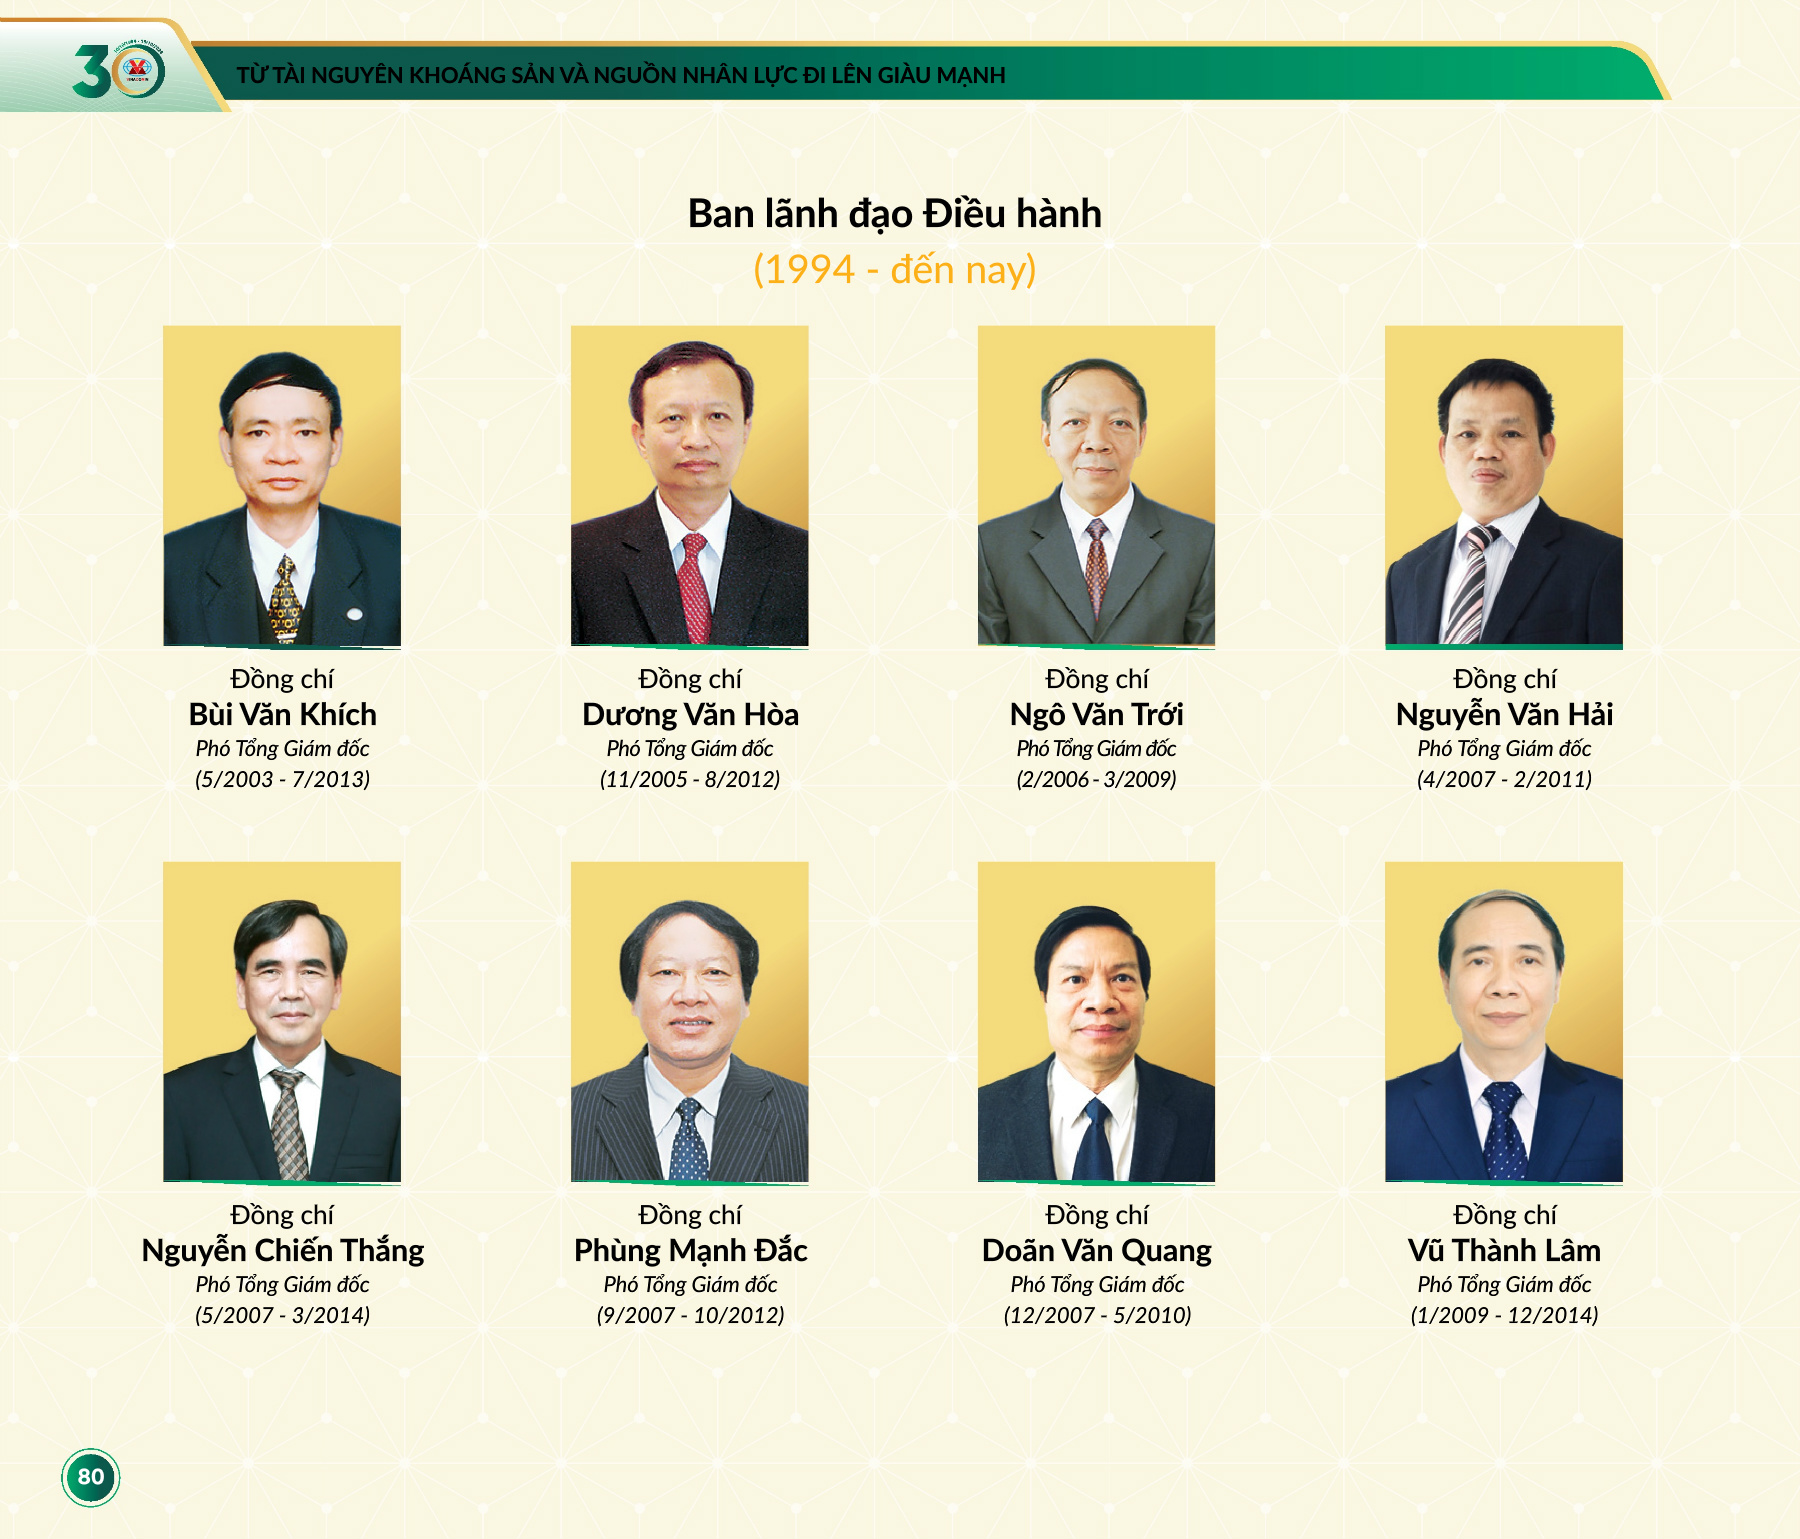 30
TỪ TÀI NGUYÊN KHOÁNG SẢN VÀ NGUỒN NHÂN LỰC ĐI LÊN GIÀU MẠNH
Ban lãnh đạo Điều hành
(1994 - đến nay)
Đồng chí
Bùi Văn Khích
Phó Tổng Giám đốc
(5/2003 - 7/2013)
Đồng chí
Dương Văn Hòa
Phó Tổng Giám đốc
(11/2005 - 8/2012)
Đồng chí
Ngô Văn Trới
Phó Tổng Giám đốc
(2/2006 - 3/2009)
Đồng chí
Nguyễn Văn Hải
Phó Tổng Giám đốc
(4/2007 - 2/2011)
Đồng chí
Nguyễn Chiến Thắng
Phó Tổng Giám đốc
(5/2007 - 3/2014)
Đồng chí
Phùng Mạnh Đắc
Phó Tổng Giám đốc
(9/2007 - 10/2012)
Đồng chí
Doãn Văn Quang
Phó Tổng Giám đốc
(12/2007 - 5/2010)
Đồng chí
Vũ Thành Lâm
Phó Tổng Giám đốc
(1/2009 - 12/2014)
80